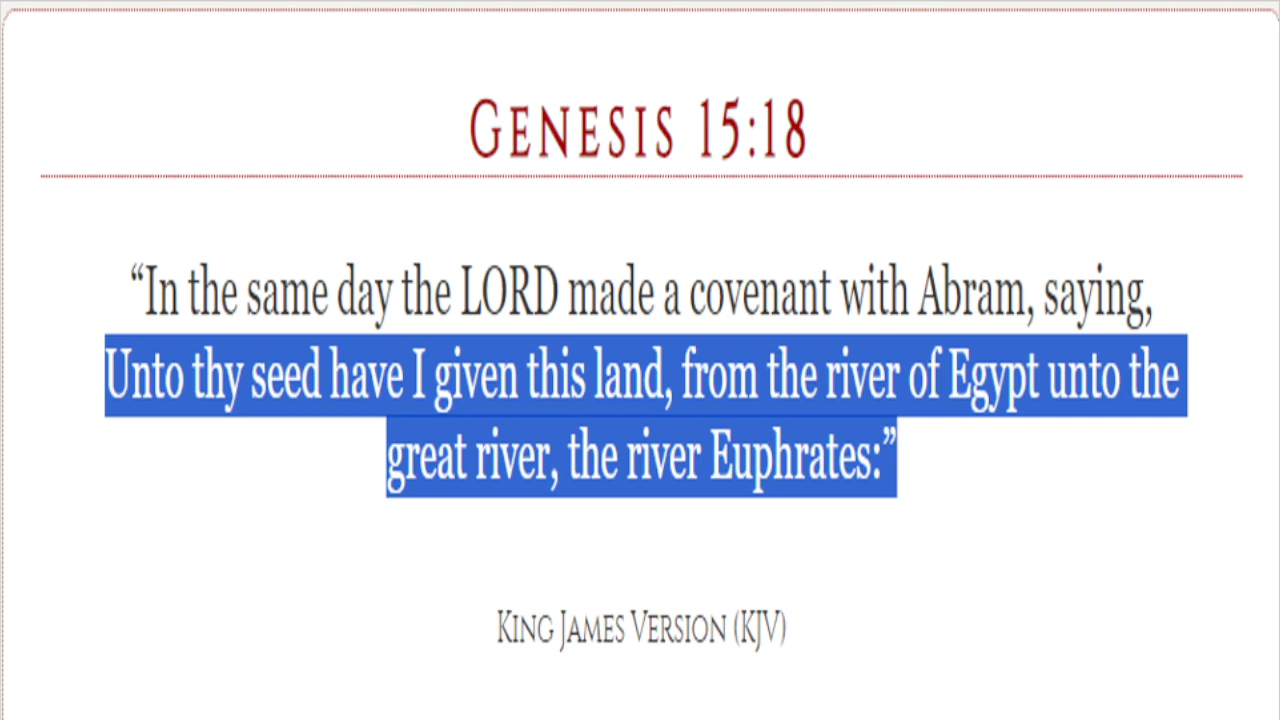 Genesis 15:18
“In the same day the LORD made a covenant with Abram, saying,
Unto thy seed have I given this land, from the river of Egypt unto the
great river, the river Euphrates:”
King James Version (KJV)